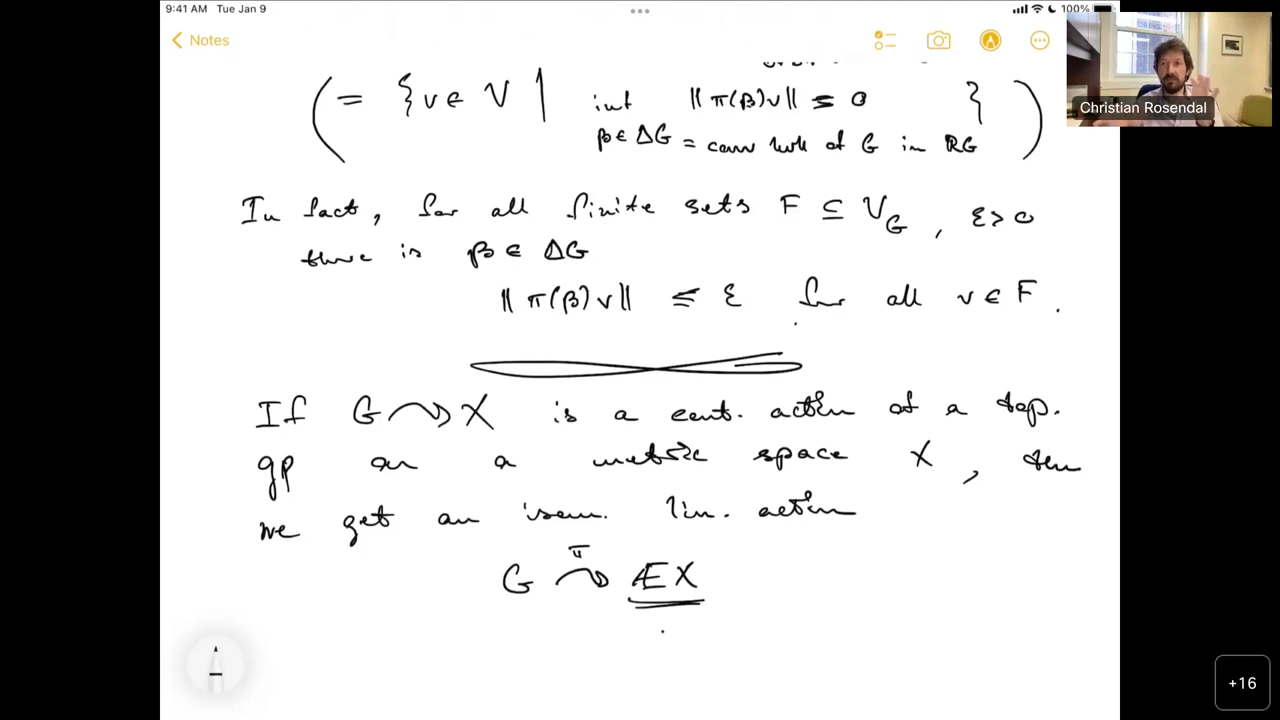 9:41 AM Tue Jan 9
100%
Notes
Christian Rosendal
( = { v ∈ V | inf ‖ π(β)v ‖ = 0 } )
β ∈ ΔG = conv hull of G in RG
In fact, for all finite sets F ⊆ V_G , ε > 0
there is β ∈ ΔG
‖ π(β) v ‖ ≤ ε for all v ∈ F .
If G ↷ X is a cont. action of a top.
gp on a metric space X , then
we get an isom. lin. action
G ↷^π ÆX
+16